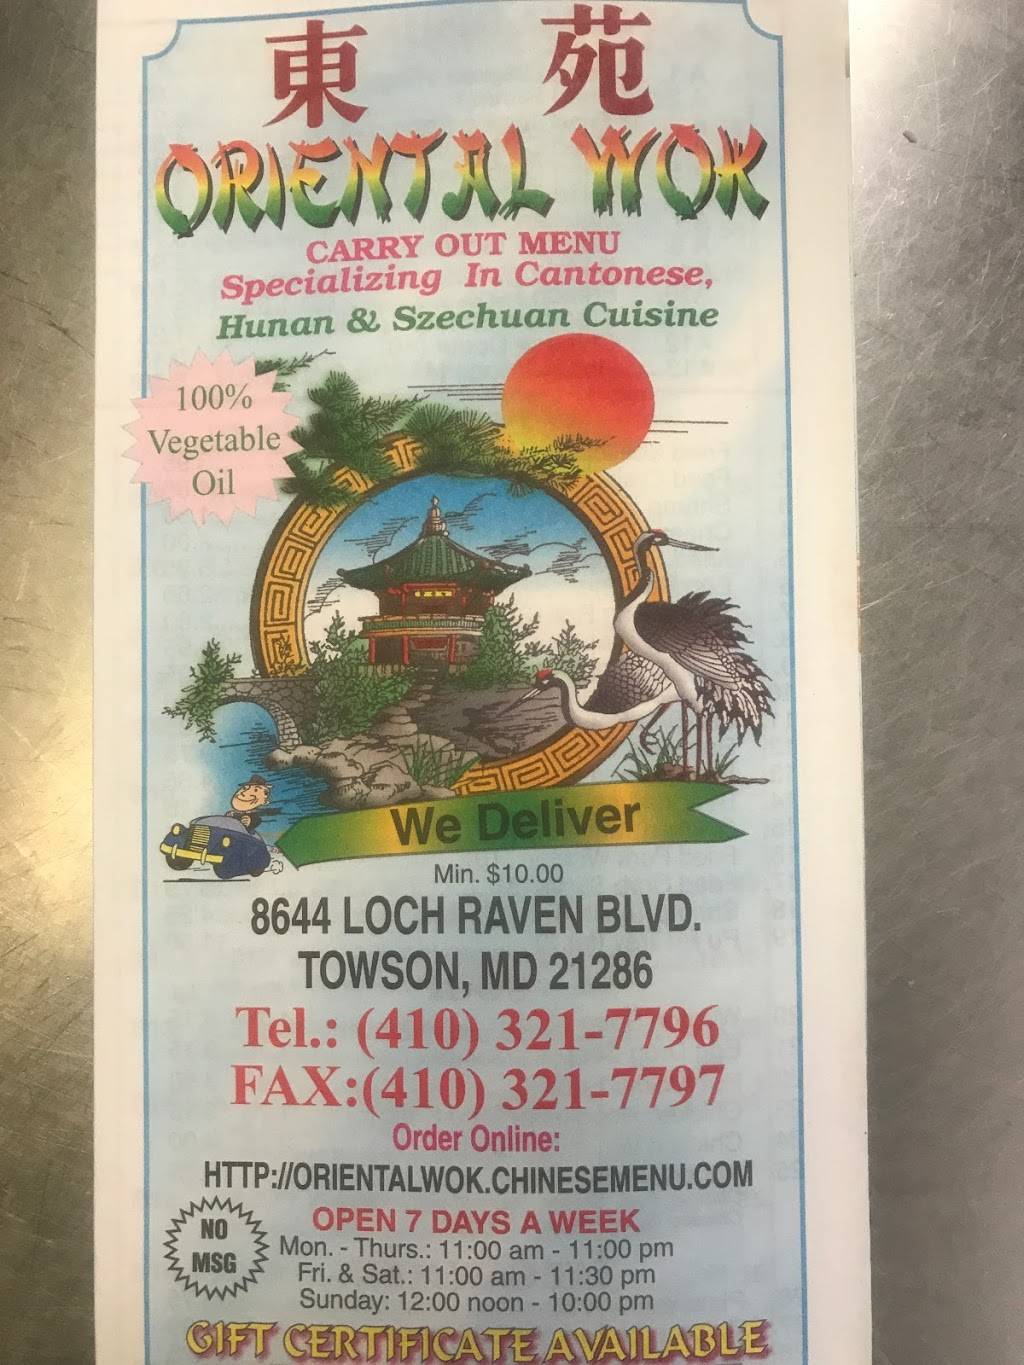 東 苑
ORIENTAL WOK
CARRY OUT MENU
Specializing In Cantonese,
Hunan & Szechuan Cuisine
100%
Vegetable
Oil
We Deliver
Min. $10.00
8644 LOCH RAVEN BLVD.
TOWSON, MD 21286
Tel.: (410) 321-7796
FAX:(410) 321-7797
Order Online:
HTTP://ORIENTALWOK.CHINESEMENU.COM
NO
MSG
OPEN 7 DAYS A WEEK
Mon. - Thurs.: 11:00 am - 11:00 pm
Fri. & Sat.: 11:00 am - 11:30 pm
Sunday: 12:00 noon - 10:00 pm
GIFT CERTIFICATE AVAILABLE